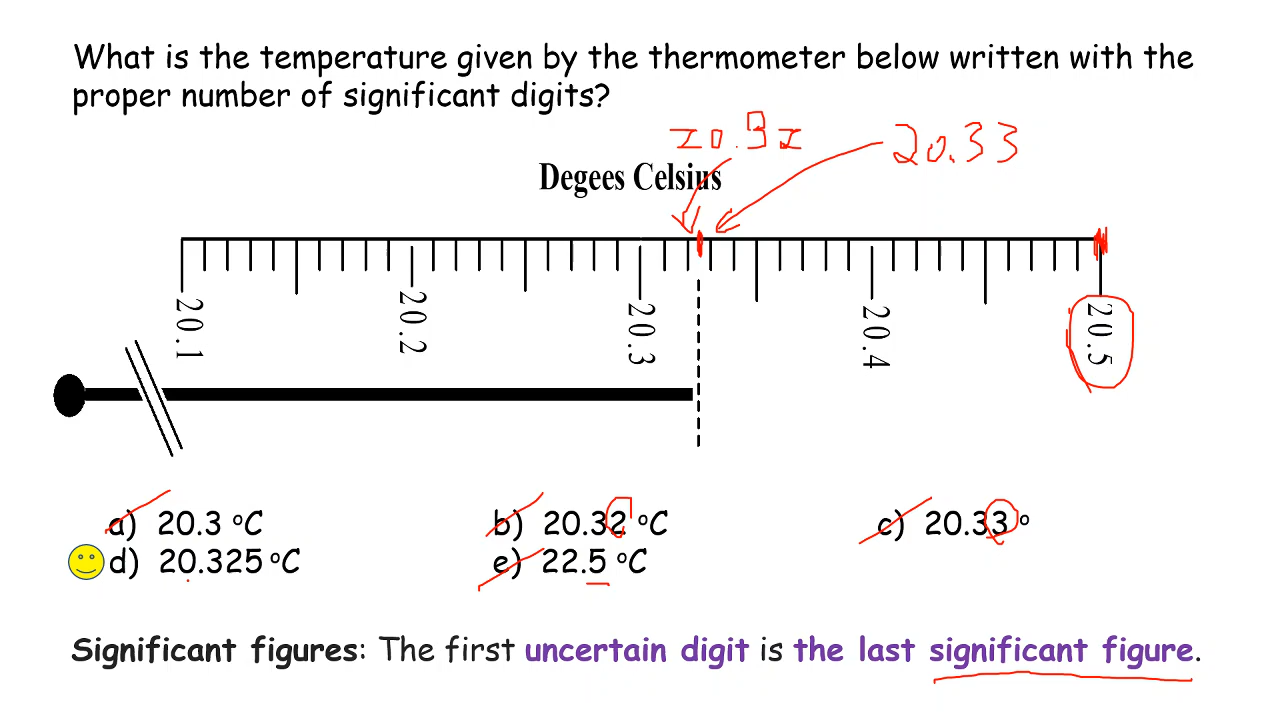 What is the temperature given by the thermometer below written with the
proper number of significant digits?
20.33
Degees Celsius
20.1
20.2
20.3
20.4
20.5
a) 20.3 °C
b) 20.32 °C
c) 20.33 °
d) 20.325 °C
e) 22.5 °C
Significant figures: The first uncertain digit is the last significant figure.